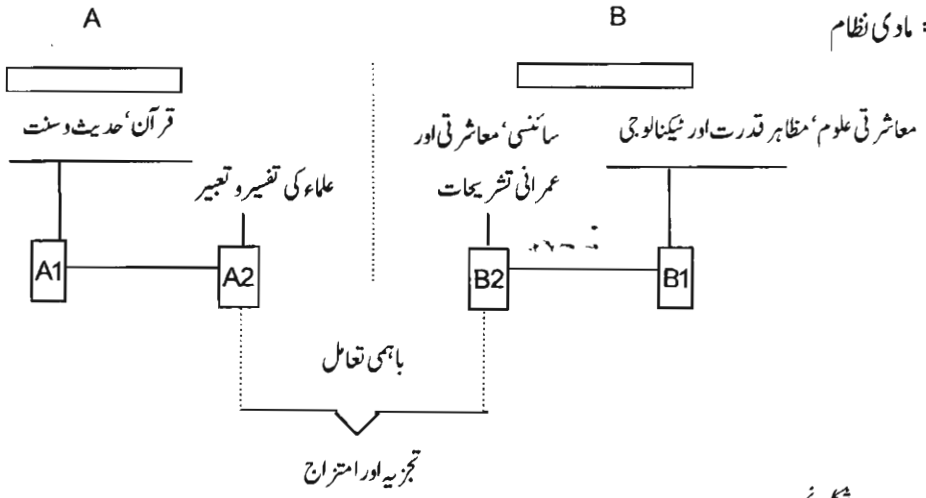 : مادی نظام
B
A
معاشرتی علوم، مظاہر قدرت اور ٹیکنالوجی
سائنسی، معاشرتی اور
عمرانی تشریحات
قرآن، حدیث و سنت
علماء کی تفسیر و تعبیر
B1
B2
A2
A1
باہمی تعامل
تجزیہ اور امتزاج